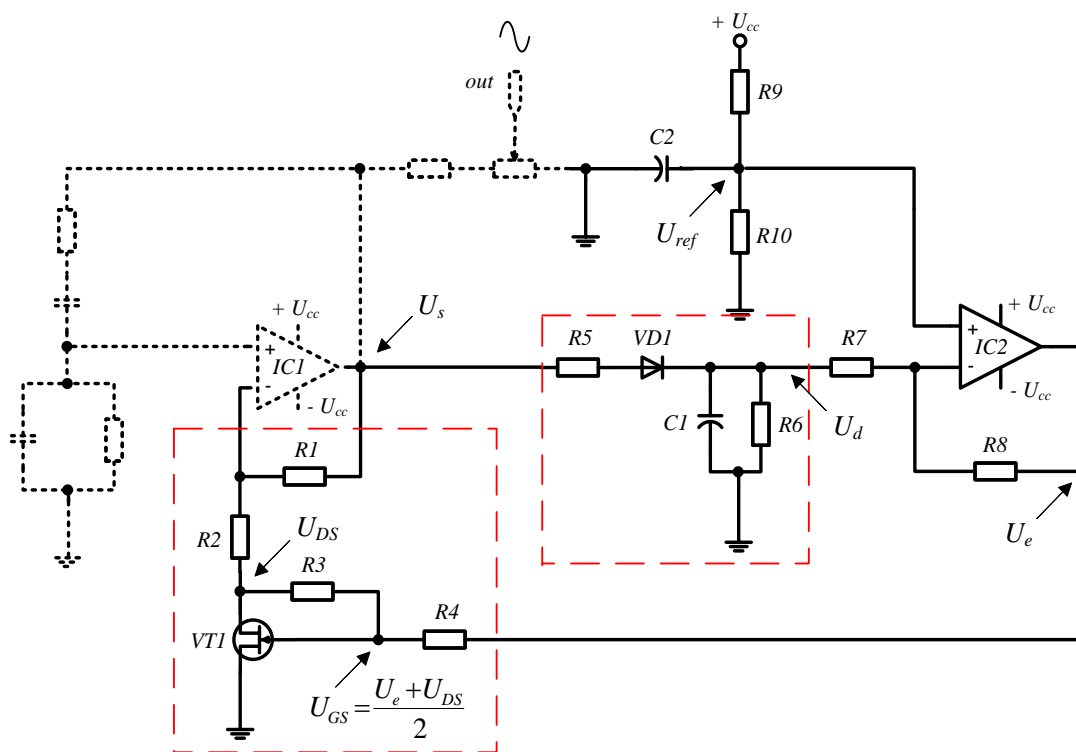 + Ucc
out
R9
C2
Uref
R10
+ Ucc
Us
+
IC1
-
- Ucc
R5
VD1
R7
+ Ucc
+
IC2
-
- Ucc
C1
R6
Ud
R8
Ue
R1
R2
UDS
R3
R4
VT1
UGS = Ue + UDS
2